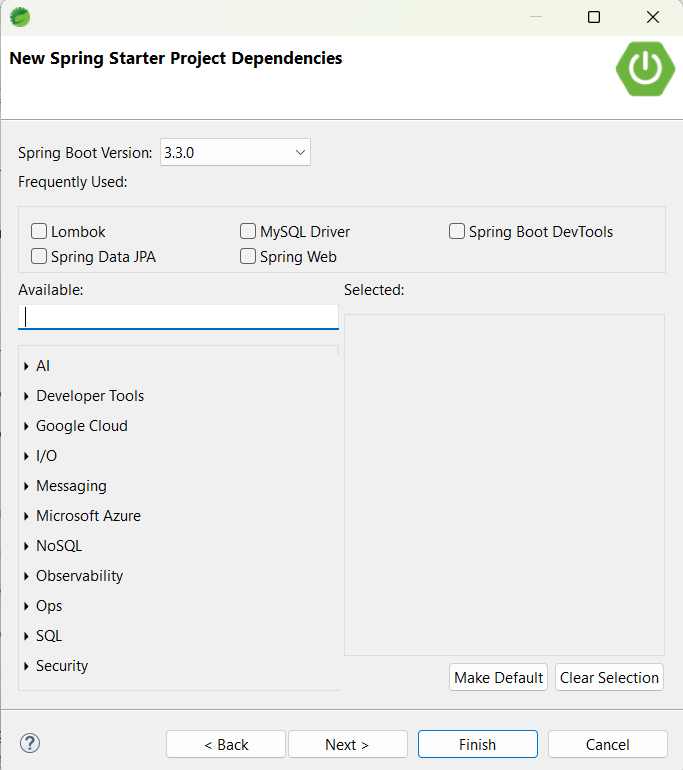 New Spring Starter Project Dependencies
Spring Boot Version: 3.3.0
Frequently Used:
Lombok MySQL Driver Spring Boot DevTools
Spring Data JPA Spring Web
Available: Selected:
AI
Developer Tools
Google Cloud
I/O
Messaging
Microsoft Azure
NoSQL
Observability
Ops
SQL
Security
Make Default Clear Selection
? < Back Next > Finish Cancel